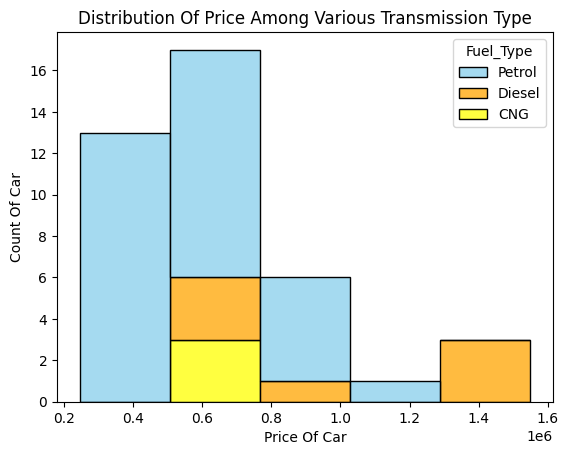 Distribution Of Price Among Various Transmission Type
Fuel_Type
Petrol
Diesel
CNG
Count Of Car
16
14
12
10
8
6
4
2
0
0.2 0.4 0.6 0.8 1.0 1.2 1.4 1.6
1e6
Price Of Car